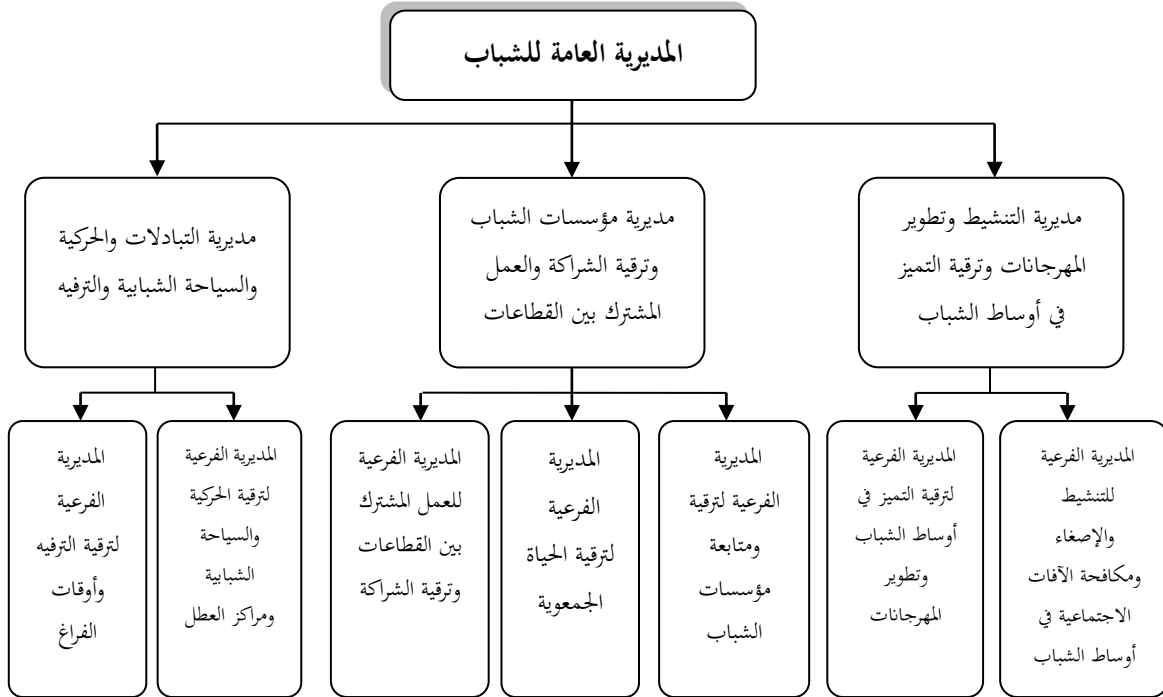 المديرية العامة للشباب
مديرية التنشيط وتطوير
المهرجانات وترقية التميز
في أوساط الشباب
مديرية مؤسسات الشباب
وترقية الشراكة والعمل
المشترك بين القطاعات
مديرية التبادلات والحركية
والسياحة الشبابية والترفيه
المديرية الفرعية
للتنشيط
والإصغاء
ومكافحة الآفات
الاجتماعية في
أوساط الشباب
المديرية الفرعية
لترقية التميز في
أوساط الشباب
وتطوير
المهرجانات
المديرية
الفرعية لترقية
ومتابعة
مؤسسات
الشباب
المديرية
الفرعية
لترقية الحياة
الجمعوية
المديرية الفرعية
للعمل المشترك
بين القطاعات
وترقية الشراكة
المديرية الفرعية
لترقية الحركية
والسياحة
الشبابية
ومراكز العطل
المديرية
الفرعية
لترقية الترفيه
وأوقات
الفراغ